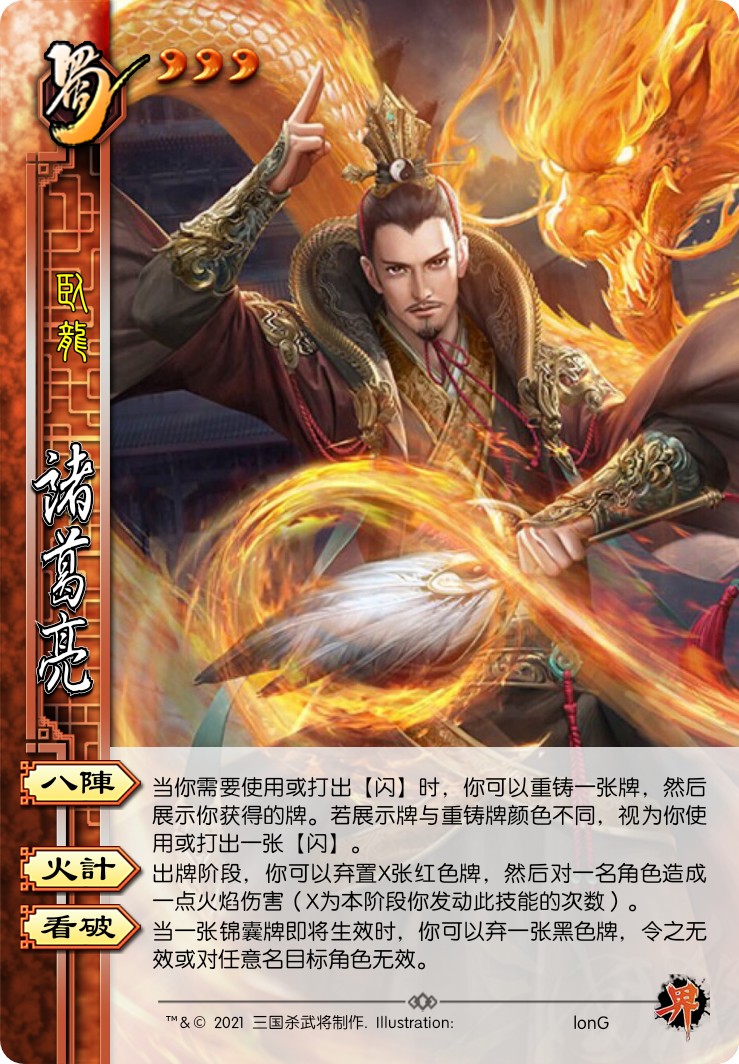 蜀
臥龍
諸葛亮
八陣
当你需要使用或打出【闪】时，你可以重铸一张牌，然后
展示你获得的牌。若展示牌与重铸牌颜色不同，视为你使
用或打出一张【闪】。
火計
出牌阶段，你可以弃置X张红色牌，然后对一名角色造成
一点火焰伤害（X为本阶段你发动此技能的次数）。
看破
当一张锦囊牌即将生效时，你可以弃一张黑色牌，令之无
效或对任意名目标角色无效。
™&© 2021 三国杀武将制作. Illustration: lonG
界